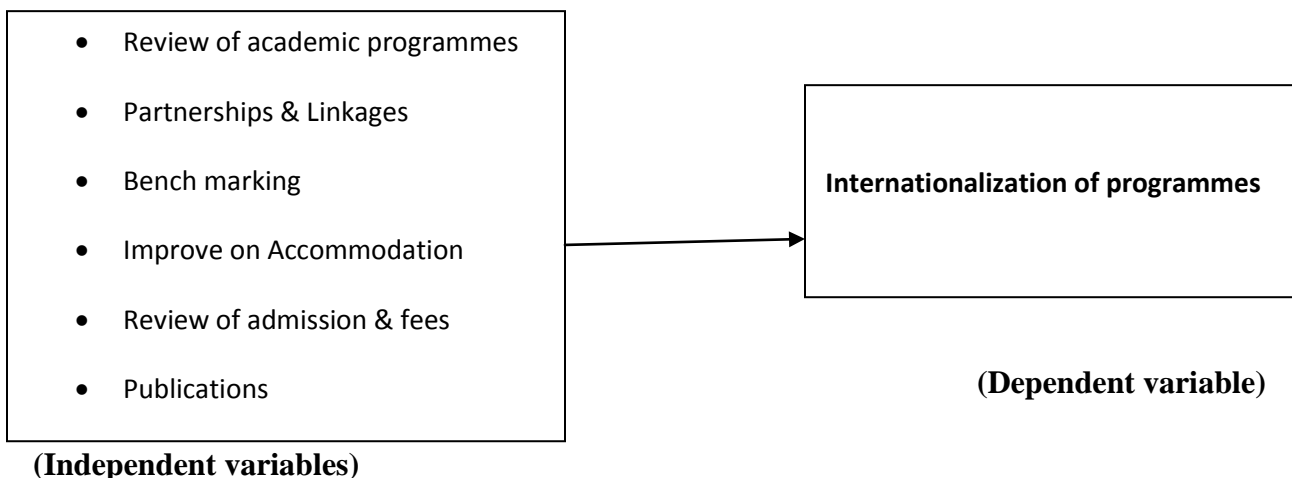 • Review of academic programmes
• Partnerships & Linkages
• Bench marking
• Improve on Accommodation
• Review of admission & fees
• Publications
(Independent variables)
Internationalization of programmes
(Dependent variable)